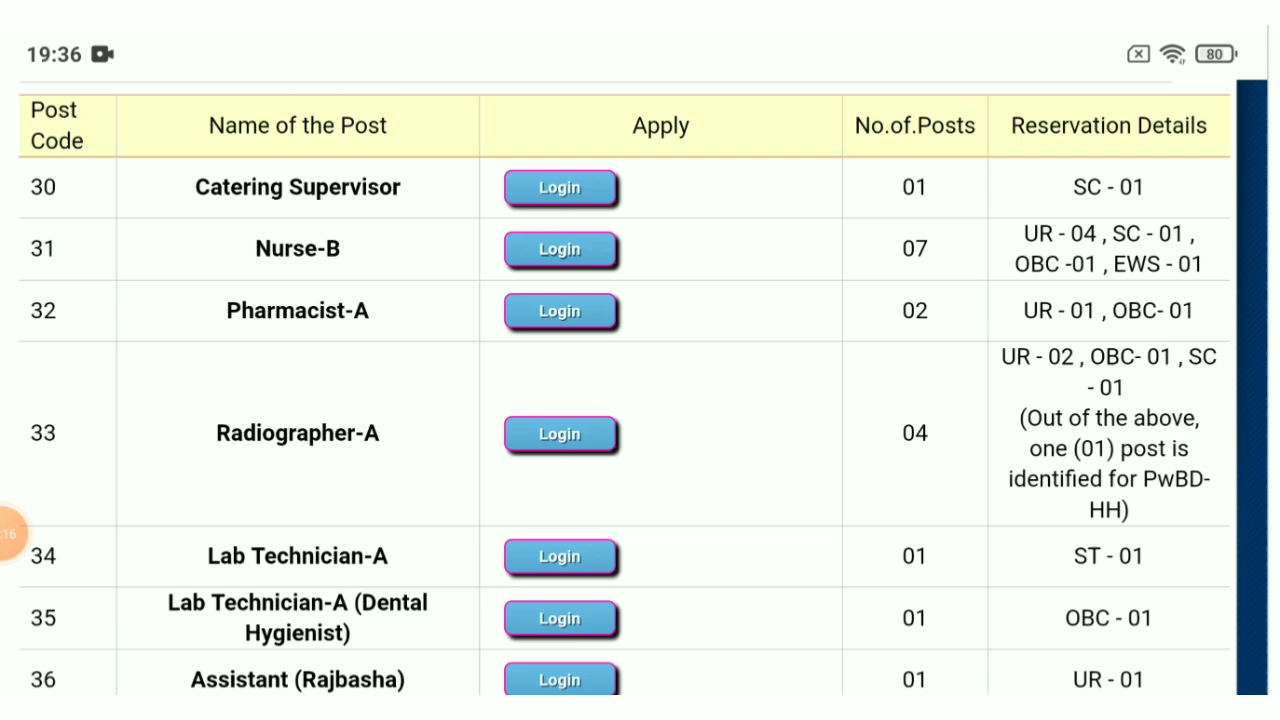 19:36
80
Post Code Name of the Post Apply No.of.Posts Reservation Details
30 Catering Supervisor Login 01 SC - 01
31 Nurse-B Login 07 UR - 04 , SC - 01 ,
OBC -01 , EWS - 01
32 Pharmacist-A Login 02 UR - 01 , OBC- 01
33 Radiographer-A Login 04 UR - 02 , OBC- 01 , SC
- 01
(Out of the above,
one (01) post is
identified for PwBD-
HH)
:16
34 Lab Technician-A Login 01 ST - 01
35 Lab Technician-A (Dental
Hygienist) Login 01 OBC - 01
36 Assistant (Rajbasha) Login 01 UR - 01